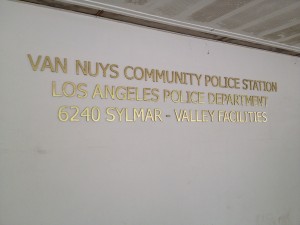 VAN NUYS COMMUNITY POLICE STATION
LOS ANGELES POLICE DEPARTMENT
6240 SYLMAR - VALLEY FACILITIES